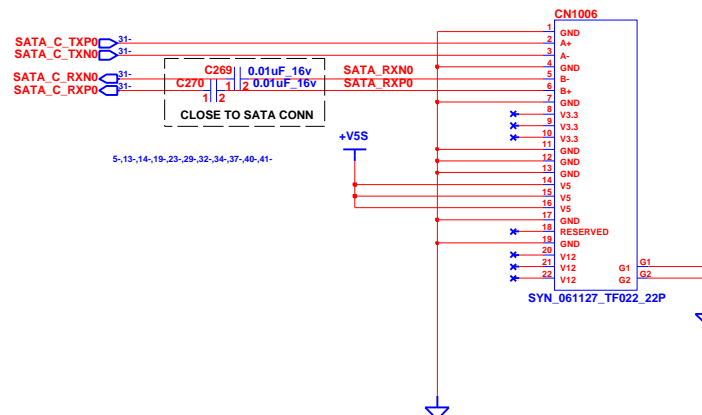 CN1006
1 GND
SATA_C_TXP0 31- 2 A+
SATA_C_TXN0 31- 3 A-
4 GND
SATA_C_RXN0 31- C269 0.01uF_16v SATA_RXN0 5 B-
SATA_C_RXP0 31- C270 1 2 0.01uF_16v SATA_RXP0 6 B+
1 2
7 GND
CLOSE TO SATA CONN
8 V3.3
9 V3.3
10 V3.3
+V5S
11 GND
12 GND
5-,13-,14-,19-,23-,29-,32-,34-,37-,40-,41-
13 GND
14 V5
15 V5
16 V5
17 GND
18 RESERVED
19 GND
20 V12
21 V12 G1 G1
22 V12 G2 G2
SYN_061127_TF022_22P